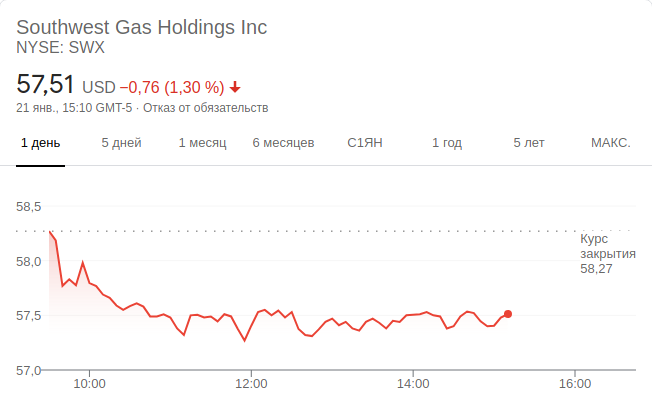 Southwest Gas Holdings Inc
NYSE: SWX
57,51 USD −0,76 (1,30 %)
21 янв., 15:10 GMT-5 · Отказ от обязательств
1 день 5 дней 1 месяц 6 месяцев С1ЯН 1 год 5 лет МАКС.
58,5
Курс
закрытия
58,27
58,0
57,5
57,0
10:00 12:00 14:00 16:00